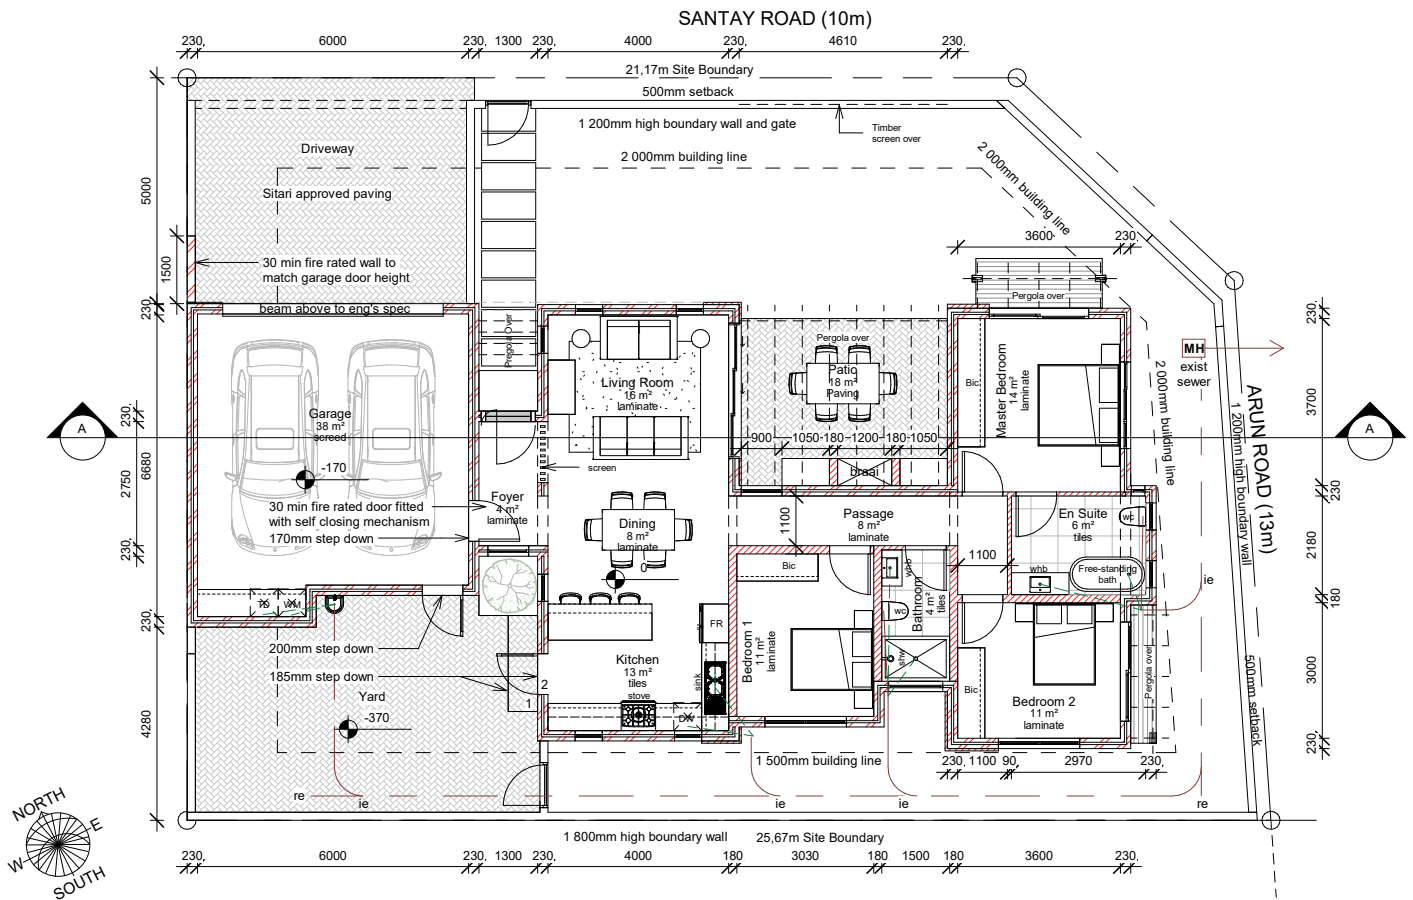 SANTAY ROAD (10m)
230, 6000 230, 1300 230, 4000 230 4610 230,
21,17m Site Boundary
500mm setback
1 200mm high boundary wall and gate
Timber
screen over
2 000mm building line
2 000mm building line
Driveway
Sitari approved paving
5000
1500
230
30 min fire rated wall to
match garage door height
beam above to eng's spec
3600 230,
Pergola over
Pregola Over
Pergola over
MH
exist
sewer
2 000mm building line
ARUN ROAD (13m)
1 200mm high boundary wall
500mm setback
Living Room
16 m²
laminate
Patio
18 m²
Paving
Bic
Master Bedroom
14 m²
laminate
Garage
38 m²
screed
-170
A
A
900 1050 180 1200 180 1050
braai
screen
230,
2750
6680
230,
230,
4280
230,
3700
230
2180
180
3000
230,
30 min fire rated door fitted
with self closing mechanism
170mm step down
Foyer
4 m²
laminate
Dining
8 m²
laminate
0
1100
Passage
8 m²
laminate
1100
En Suite
6 m²
tiles
wc
whb
Free-standing
bath
ie
TD WM
Bic
whb
wc
Bathroom
4 m²
tiles
shw
FR
200mm step down
185mm step down
2
1
Kitchen
13 m²
tiles
stove
sink
DW
Bedroom 1
11 m²
laminate
Bic
Bedroom 2
11 m²
laminate
Pergola over
Yard
-370
1 500mm building line
230, 1100 90, 2970 230,
re
ie
ie
ie
re
NORTH
E
W
SOUTH
1 800mm high boundary wall 25,67m Site Boundary
230, 6000 230, 1300 230, 4000 180 3030 180 1500 180 3600 230,